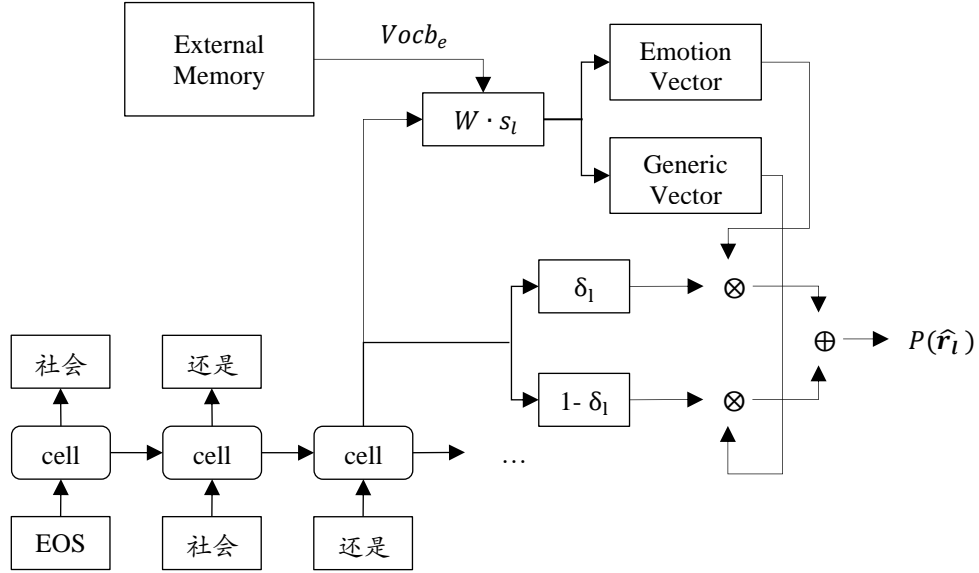 External
Memory
Vocb_e
W · s_l
Emotion
Vector
Generic
Vector
δ_l
⊗
1- δ_l
⊗
⊕
P(r̂_l)
社会
还是
cell
cell
cell
…
EOS
社会
还是